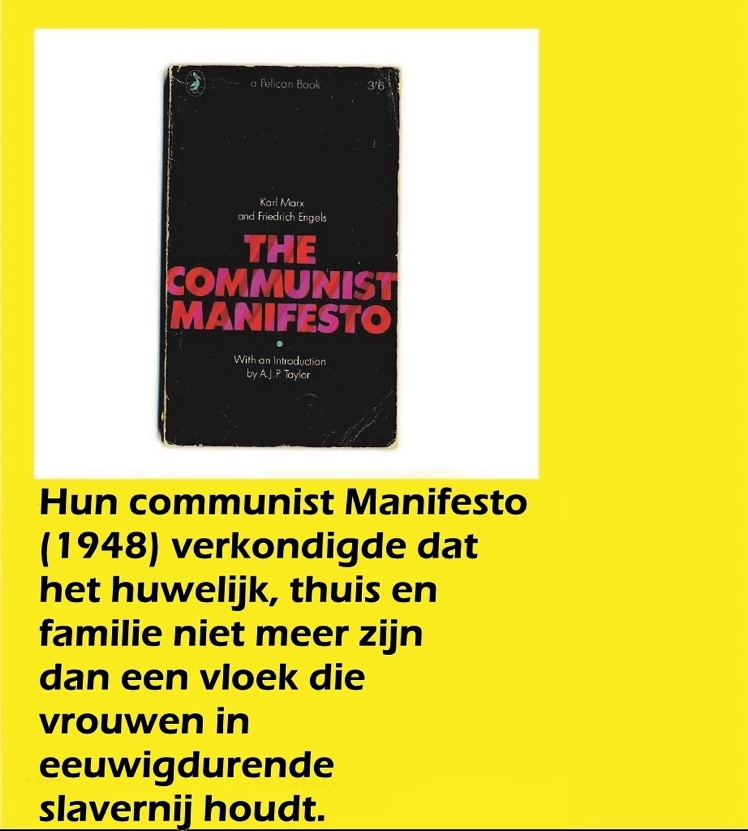 a Pelican Book 3'6
Karl Marx
and Friedrich Engels
THE
COMMUNIST
MANIFESTO
With an Introduction
by A.J.P. Taylor
Hun communist Manifesto
(1948) verkondigde dat
het huwelijk, thuis en
familie niet meer zijn
dan een vloek die
vrouwen in
eeuwigdurende
slavernij houdt.